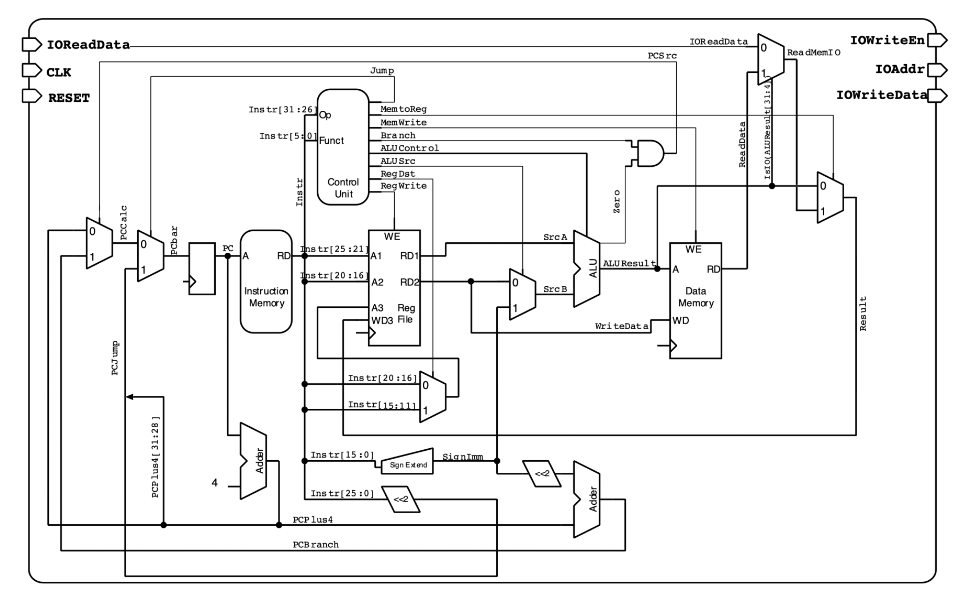 IOReadData
CLK
RESET
IOWriteEn
IOAddr
IOWriteData
IOReadData
PCSrc
ReadMemIO
0
1
Jump
Instr[31:26]
Op
Instr[5:0]
Funct
Control
Unit
MemtoReg
MemWrite
Branch
ALUControl
ALUSrc
RegDst
RegWrite
Instr
Zero
ReadData
IsIO(ALUResult[31:4])
0
1
PCCalc
0
1
PCbar
0
1
PC
A
RD
Instruction
Memory
Instr[25:21]
A1
Instr[20:16]
A2
A3
WD3
WE
RD1
RD2
Reg
File
SrcA
0
1
SrcB
ALU
ALUResult
WE
A
RD
Data
Memory
WD
WriteData
0
1
Result
PCJump
Instr[20:16]
0
Instr[15:11]
1
PCPlus4[31:28]
4
Adder
Instr[15:0]
Sign Extend
SignImm
<<2
Instr[25:0]
<<2
Adder
PCPlus4
PCBranch